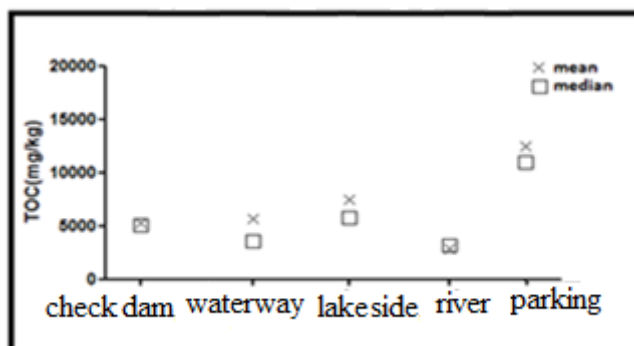 20000
15000
10000
5000
0
TOC(mg/kg)
mean
median
check dam
waterway
lake side
river
parking